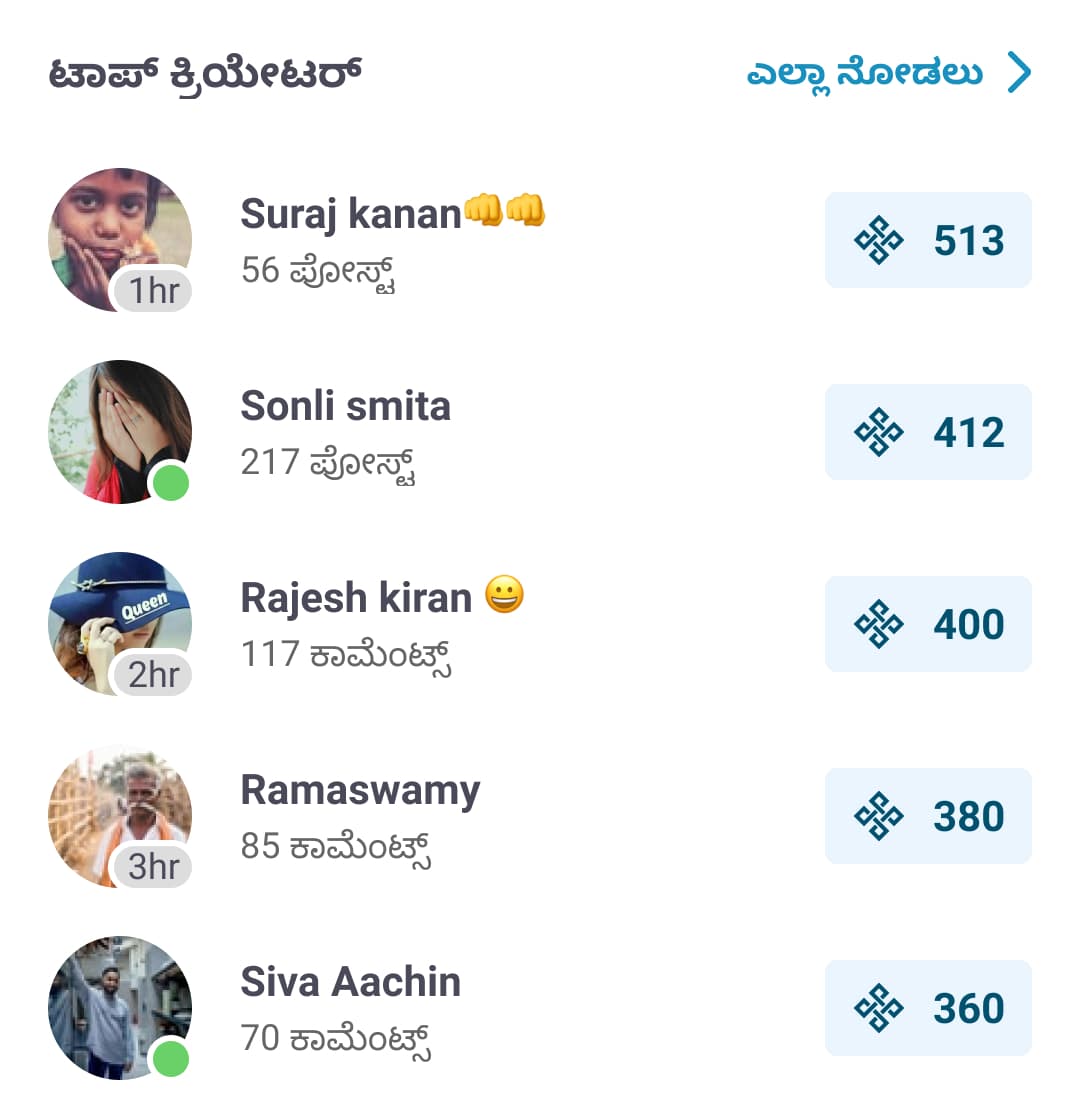 ಟಾಪ್ ಕ್ರಿಯೇಟರ್ ಎಲ್ಲಾ ನೋಡಲು
Suraj kanan👊👊
56 ಪೋಸ್ಟ್
513
1hr
Sonli smita
217 ಪೋಸ್ಟ್
412
Queen
Rajesh kiran 😀
117 ಕಾಮೆಂಟ್ಸ್
400
2hr
Ramaswamy
85 ಕಾಮೆಂಟ್ಸ್
380
3hr
Siva Aachin
70 ಕಾಮೆಂಟ್ಸ್
360